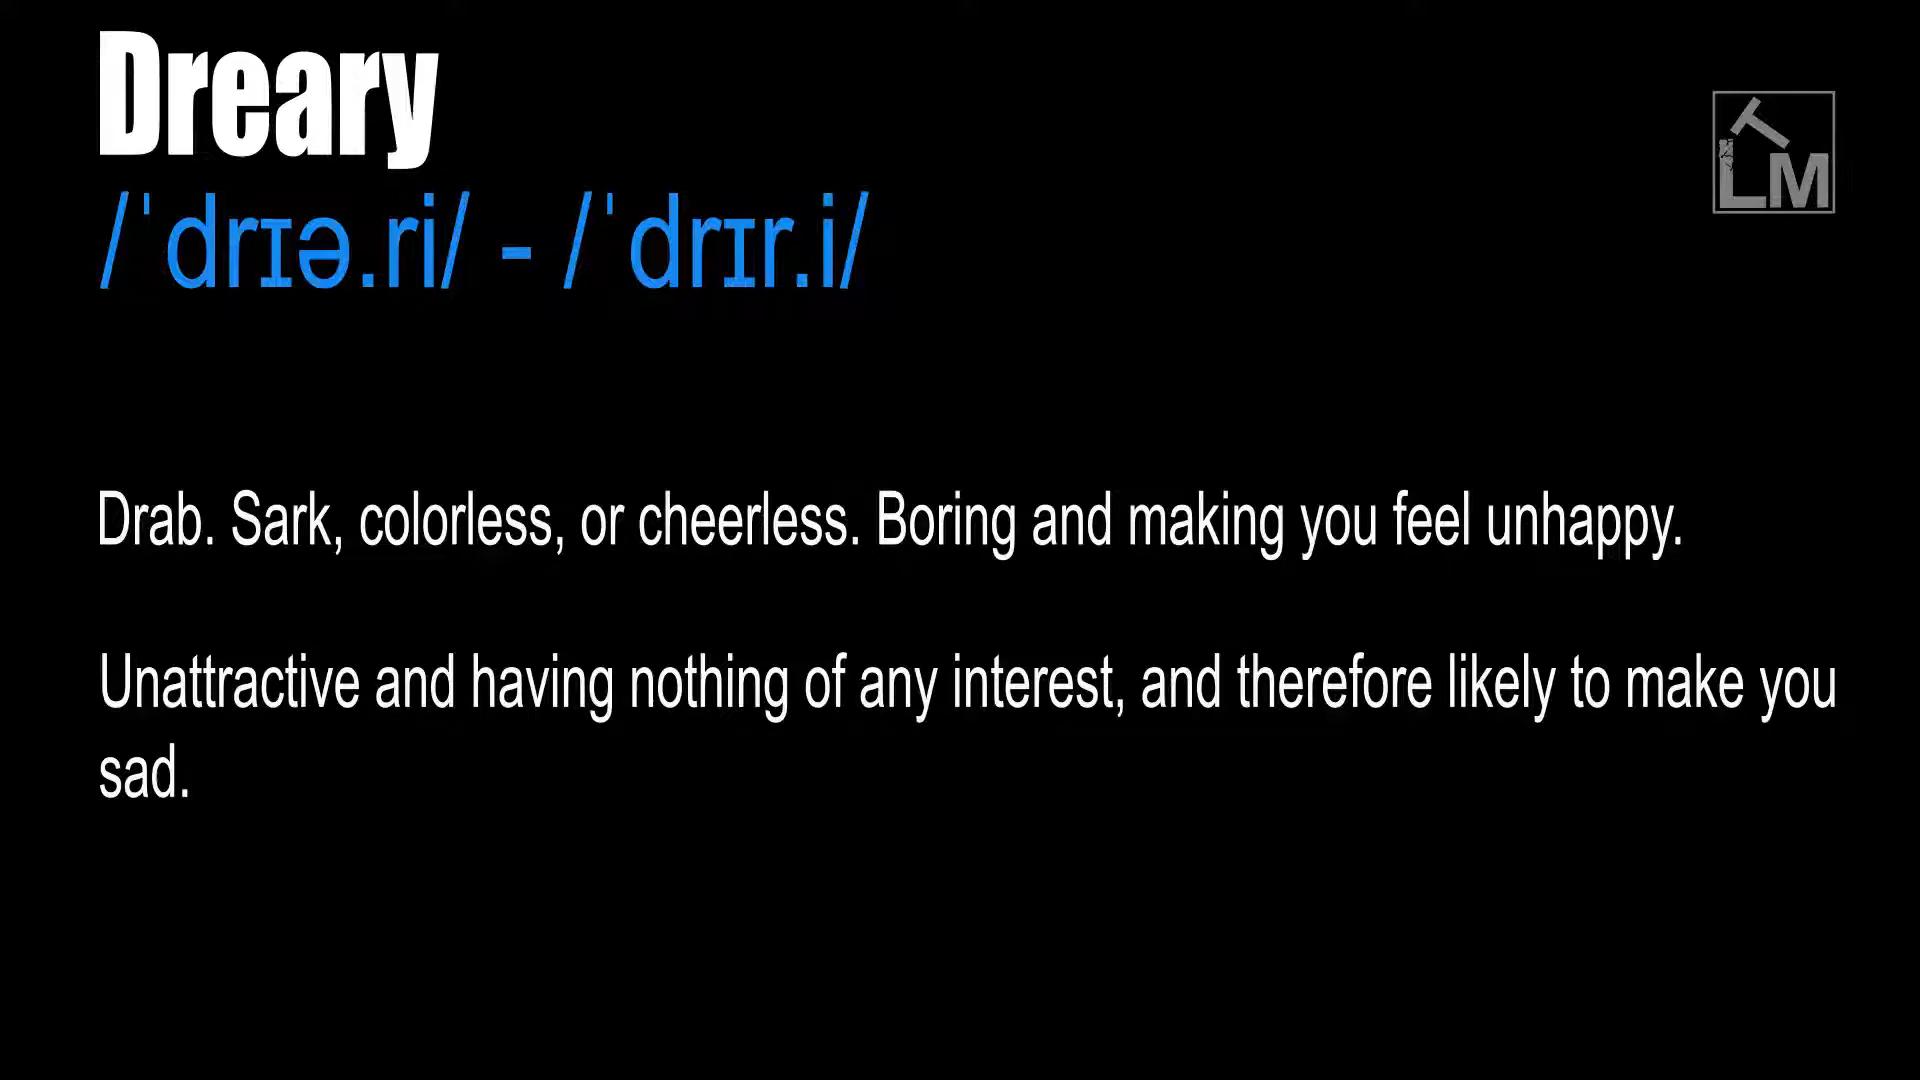 Dreary
/ˈdrɪə.ri/ - /ˈdrɪr.i/
TLM
Drab. Sark, colorless, or cheerless. Boring and making you feel unhappy.
Unattractive and having nothing of any interest, and therefore likely to make you
sad.